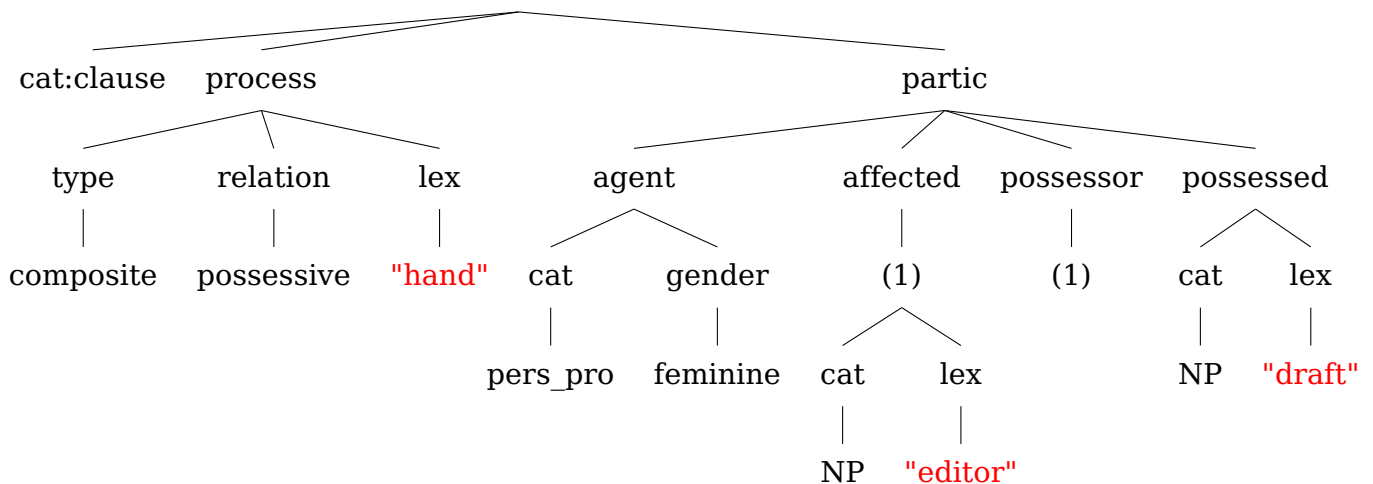 cat:clause process partic
type relation lex agent affected possessor possessed
composite possessive "hand" cat gender (1) (1) cat lex
pers_pro feminine cat lex NP "draft"
NP "editor"